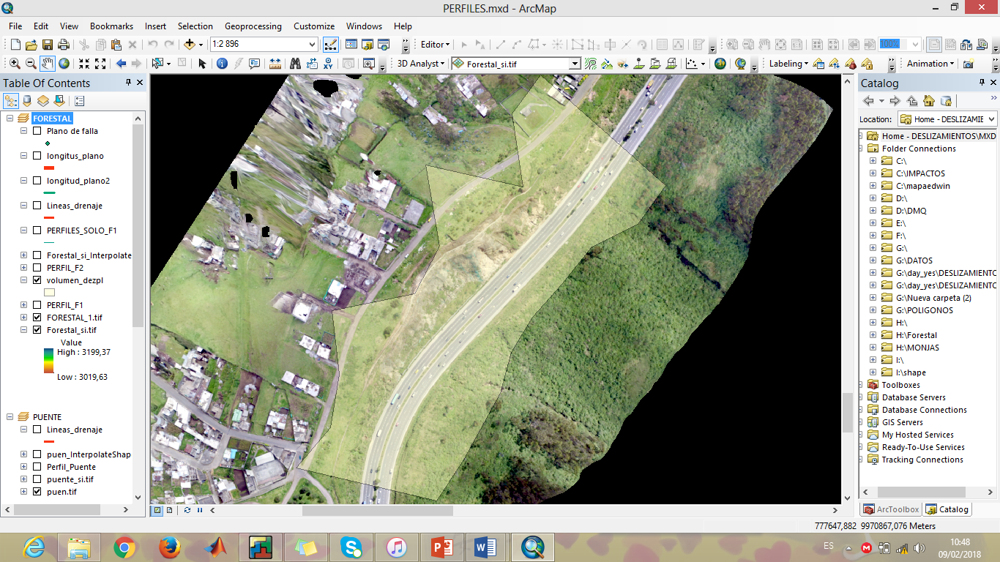 PERFILES.mxd - ArcMap
File Edit View Bookmarks Insert Selection Geoprocessing Customize Windows Help
1:2 896
Editor
100%
3D Analyst
Forestal_si.tif
Labeling
Animation
Table Of Contents
FORESTAL
Plano de falla
longitus_plano
longitud_plano2
Lineas_drenaje
PERFILES_SOLO_F1
Forestal_si_Interpolate
PERFIL_F2
volumen_dezpl
PERFIL_F1
FORESTAL_1.tif
Forestal_si.tif
Value
High : 3199,37
Low : 3019,63
PUENTE
Lineas_drenaje
puen_InterpolateShap
Perfil_Puente
puente_si.tif
puen.tif
Catalog
Location: Home - DESLIZAMIE
Home - DESLIZAMIENTOS\MXD
Folder Connections
C:\
C:\IMPACTOS
C:\mapaedwin
D:\
D:\DMQ
E:\
F:\
G:\
G:\DATOS
G:\day_yes\DESLIZAMIENTO
G:\day_yes\DESLIZAMIENTO
G:\Nueva carpeta (2)
G:\POLIGONOS
H:\
H:\Forestal
H:\MONJAS
I:\
I:\shape
Toolboxes
Database Servers
Database Connections
GIS Servers
My Hosted Services
Ready-To-Use Services
Tracking Connections
ArcToolbox Catalog
777647,882 9970867,076 Meters
ES
10:48
09/02/2018